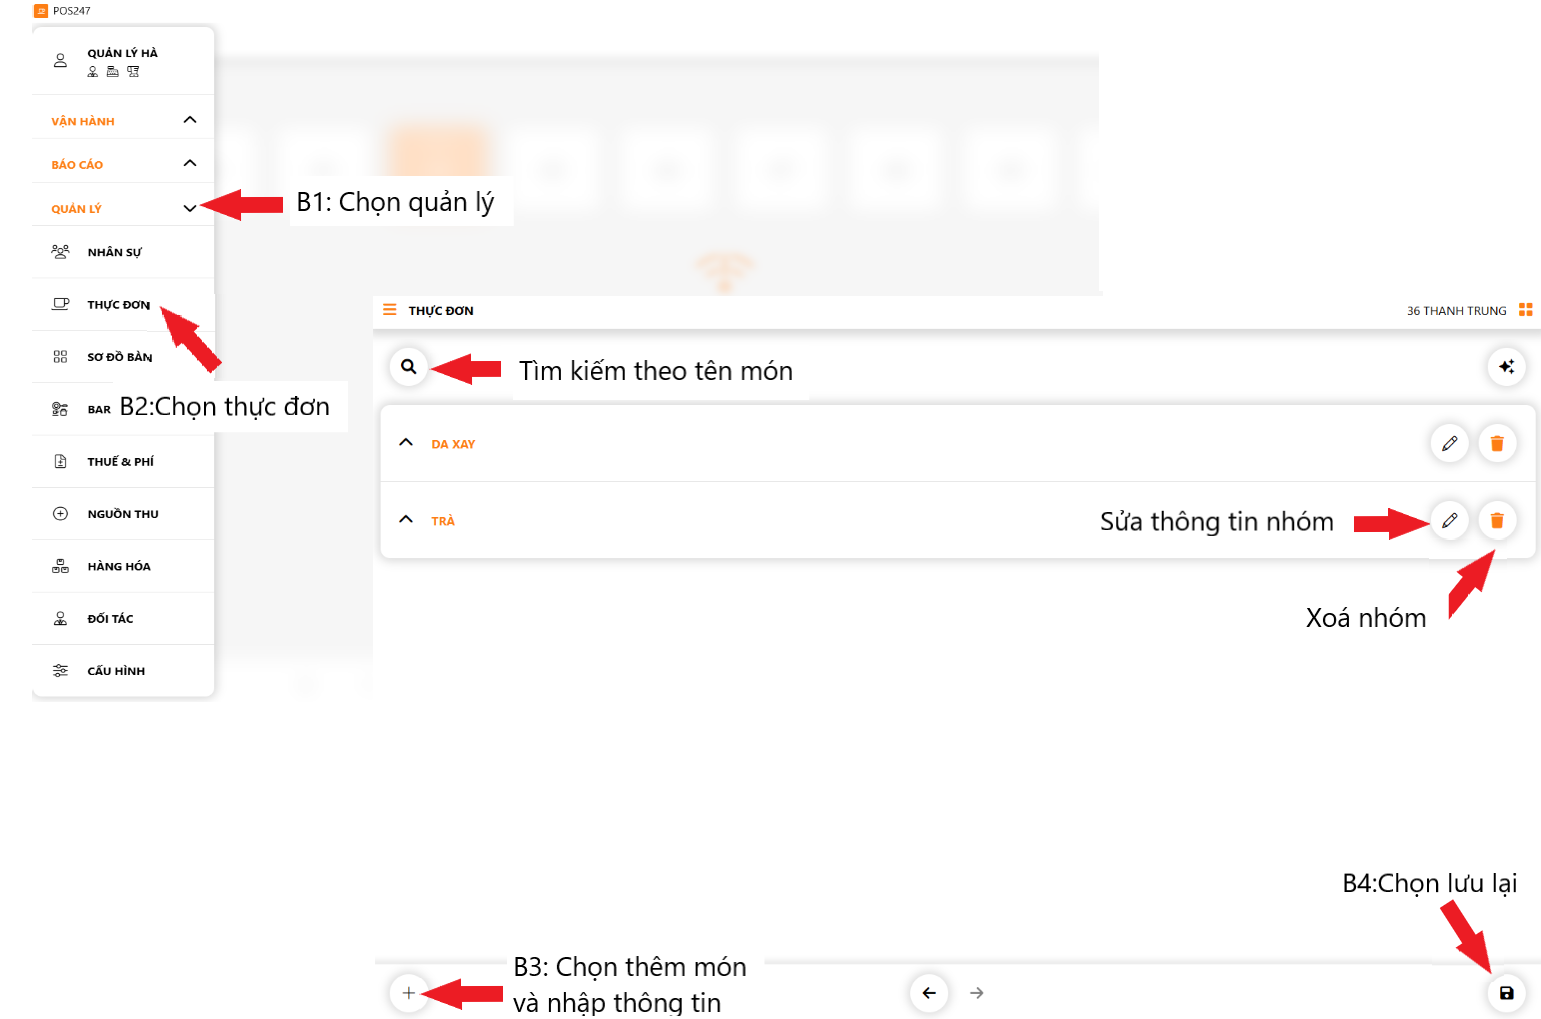 POS247
QUẢN LÝ HÀ
VẬN HÀNH
BÁO CÁO
QUẢN LÝ
B1: Chọn quản lý
NHÂN SỰ
THỰC ĐƠN
SƠ ĐỒ BÀN
BAR
B2:Chọn thực đơn
THUẾ & PHÍ
NGUỒN THU
HÀNG HÓA
ĐỐI TÁC
CẤU HÌNH
THỰC ĐƠN
36 THANH TRUNG
Tìm kiếm theo tên món
DA XAY
TRÀ
Sửa thông tin nhóm
Xoá nhóm
B4:Chọn lưu lại
B3: Chọn thêm món
và nhập thông tin